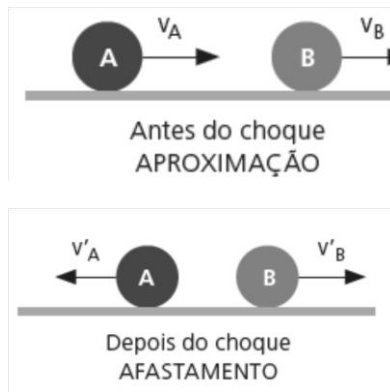 V_A V_B
A B
Antes do choque
APROXIMAÇÃO
V'_A V'_B
A B
Depois do choque
AFASTAMENTO